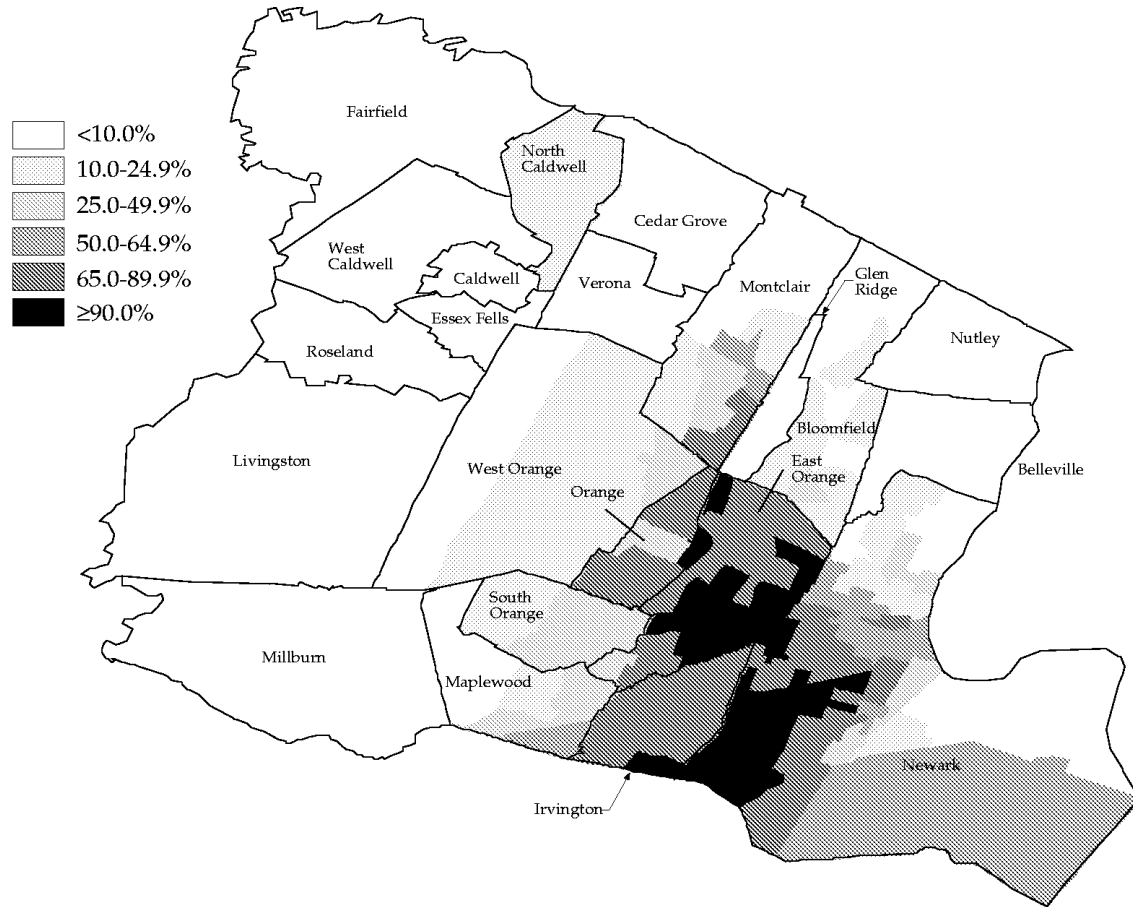 <10.0%
10.0-24.9%
25.0-49.9%
50.0-64.9%
65.0-89.9%
≥90.0%
Fairfield
North
Caldwell
Cedar Grove
West
Caldwell
Caldwell
Verona
Montclair
Glen
Ridge
Essex Fells
Nutley
Roseland
Bloomfield
Livingston
West Orange
East
Orange
Belleville
Orange
South
Orange
Millburn
Maplewood
Newark
Irvington